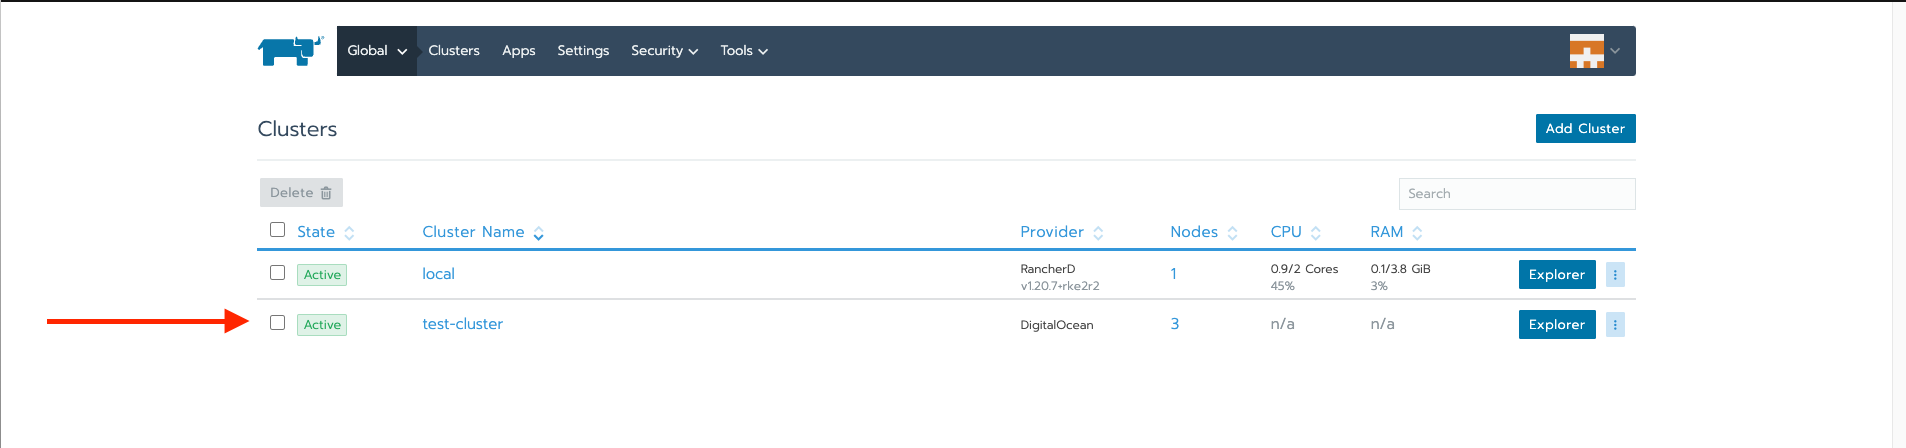 Global Clusters Apps Settings Security Tools
Clusters
Add Cluster
Delete
Search
State Cluster Name Provider Nodes CPU RAM
Active local RancherD 1 0.9/2 Cores 0.1/3.8 GiB Explorer
v1.20.7+rke2r2 45% 3%
Active test-cluster DigitalOcean 3 n/a n/a Explorer